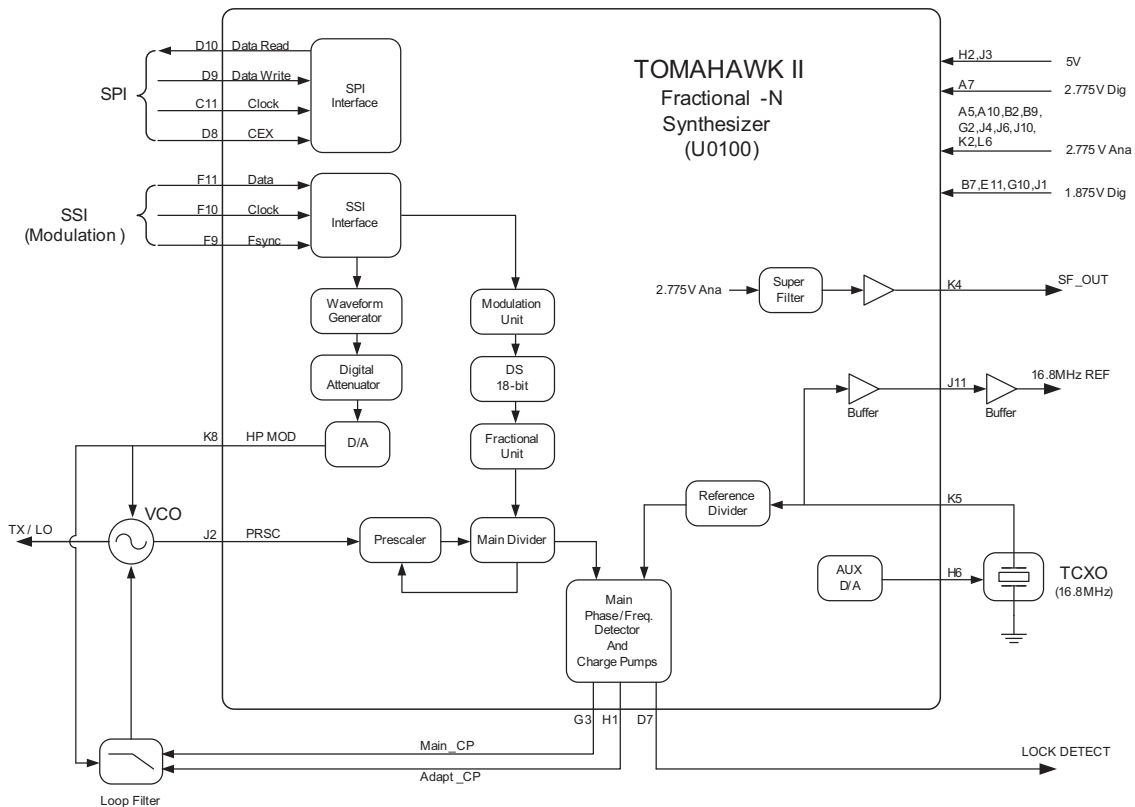 TOMAHAWK II
Fractional -N
Synthesizer
(U0100)
SPI
D10 Data Read
D9 Data Write
C11 Clock
D8 CEX
SPI
Interface
SSI
(Modulation )
F11 Data
F10 Clock
F9 Fsync
SSI
Interface
H2,J3
5V
A7
2.775V Dig
A5,A10,B2,B9,
G2,J4,J6,J10,
K2,L6
2.775V Ana
B7,E11,G10,J1
1.875V Dig
Waveform
Generator
Digital
Attenuator
D/A
K8 HP MOD
Modulation
Unit
DS
18-bit
Fractional
Unit
2.775V Ana
Super
Filter
K4
SF_OUT
Buffer
J11
Buffer
16.8MHz REF
Reference
Divider
K5
AUX
D/A
H6
TCXO
(16.8MHz)
VCO
TX / LO
J2 PRSC
Prescaler
Main Divider
Main
Phase/Freq.
Detector
And
Charge Pumps
G3 H1 D7
Main_CP
Adapt_CP
LOCK DETECT
Loop Filter